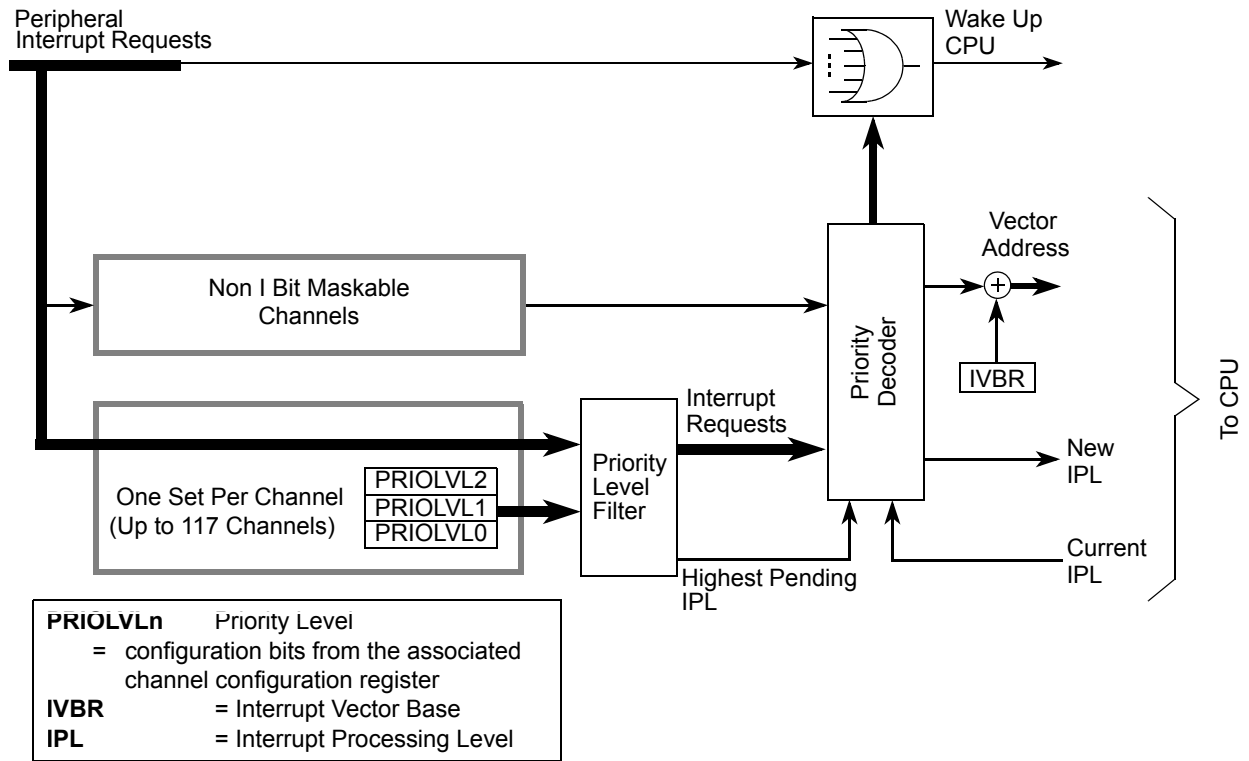 Peripheral
Interrupt Requests
Wake Up
CPU
Non I Bit Maskable
Channels
Vector
Address
IVBR
Priority
Decoder
To CPU
One Set Per Channel
(Up to 117 Channels)
PRIOLVL2
PRIOLVL1
PRIOLVL0
Priority
Level
Filter
Interrupt
Requests
New
IPL
Highest Pending
IPL
Current
IPL
PRIOLVLn Priority Level
= configuration bits from the associated
channel configuration register
IVBR = Interrupt Vector Base
IPL = Interrupt Processing Level